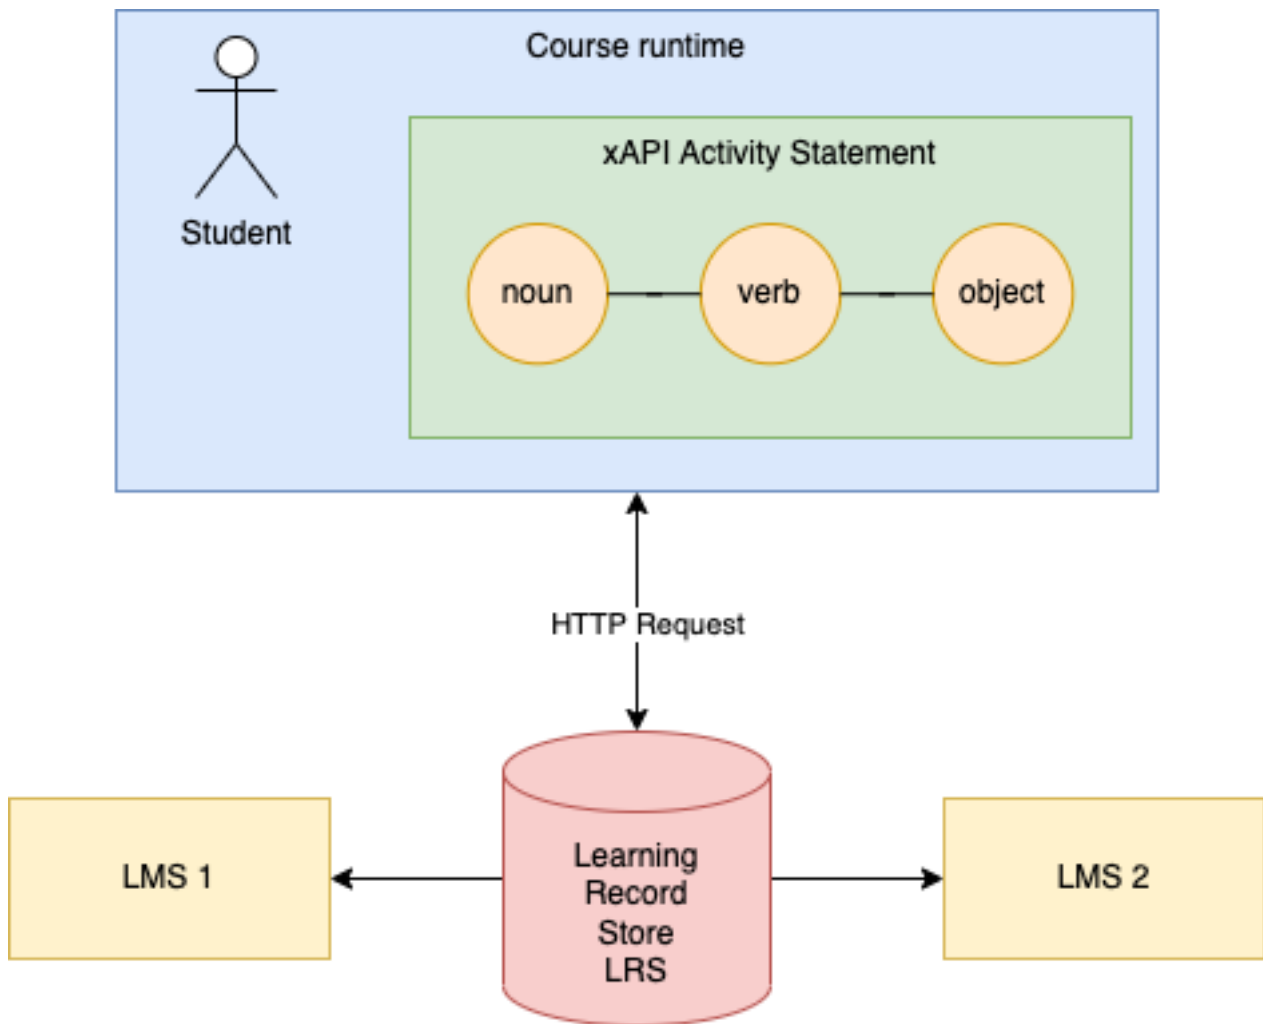 Course runtime
xAPI Activity Statement
Student
noun
verb
object
HTTP Request
LMS 1
Learning
Record
Store
LRS
LMS 2